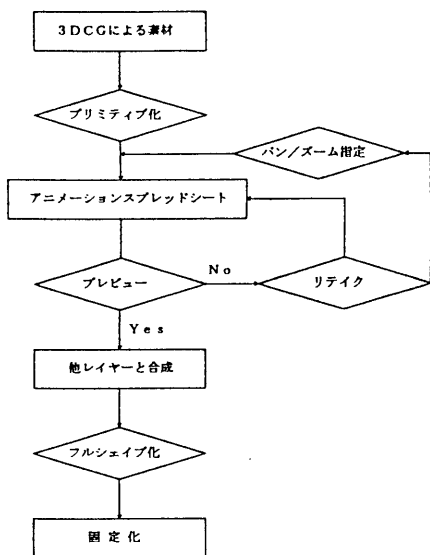 3DCGによる素材
プリミティブ化
パン/ズーム指定
アニメーションスプレッドシート
プレビュー
No
リテイク
Yes
他レイヤーと合成
フルシェイプ化
固定化